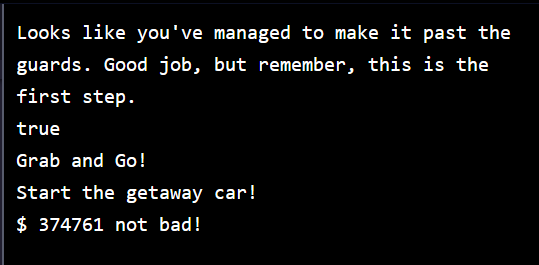 Looks like you've managed to make it past the
guards. Good job, but remember, this is the
first step.
true
Grab and Go!
Start the getaway car!
$ 374761 not bad!